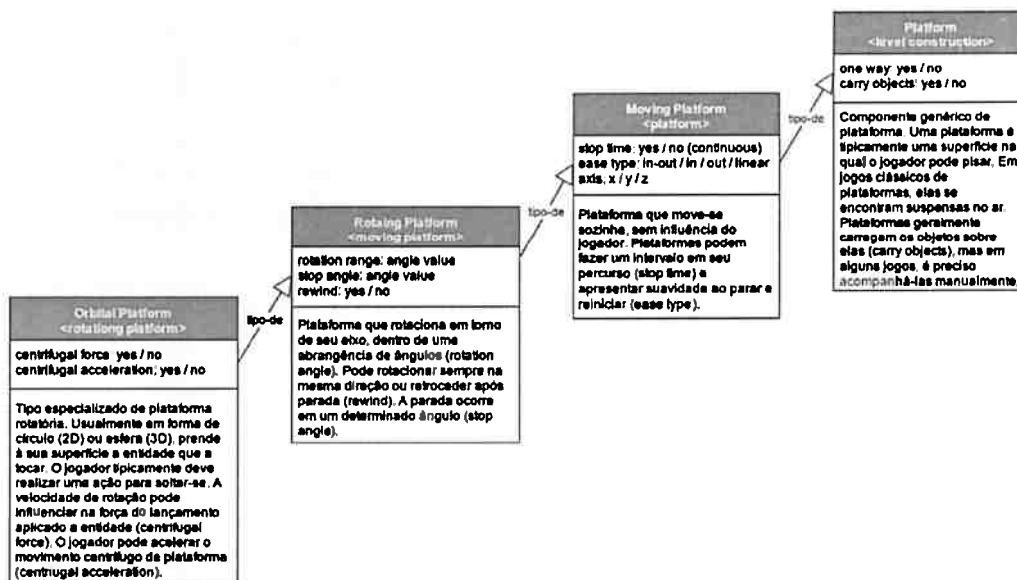 Platform
<level construction>
one way: yes / no
carry objects: yes / no
Componente genérico de
plataforma. Uma plataforma é
tipicamente uma superfície na
qual o jogador pode pisar. Em
jogos clássicos de
plataformas, elas se
encontram suspensas no ar.
Plataformas geralmente
carregam os objetos sobre
elas (carry objects), mas em
alguns jogos, é preciso
acompanhá-las manualmente.
tipo-de
Moving Platform
<platform>
stop time: yes / no (continuous)
ease type: in-out / in / out / linear
axis: x / y / z
Plataforma que move-se
sozinha, sem influência do
jogador. Plataformas podem
fazer um intervalo em seu
percurso (stop time) e
apresentar suavidade ao parar e
reiniciar (ease type).
tipo-de
Rotaing Platform
<moving platform>
rotation range: angle value
stop angle: angle value
rewind: yes / no
Plataforma que rotaciona em torno
de seu eixo, dentro de uma
abrangência de ângulos (rotation
angle). Pode rotacionar sempre na
mesma direção ou retroceder após
parada (rewind). A parada ocorre
em um determinado ângulo (stop
angle).
tipo-de
Orbital Platform
<rotationg platform>
centrifugal force: yes / no
centrifugal acceleration: yes / no
Tipo especializado de plataforma
rotatória. Usualmente em forma de
círculo (2D) ou esfera (3D), prende
à sua superfície a entidade que a
tocar. O jogador tipicamente deve
realizar uma ação para soltar-se. A
velocidade de rotação pode
influenciar na força do lançamento
aplicado a entidade (centrifugal
force). O jogador pode acelerar o
movimento centrífugo da plataforma
(centriugal acceleration).